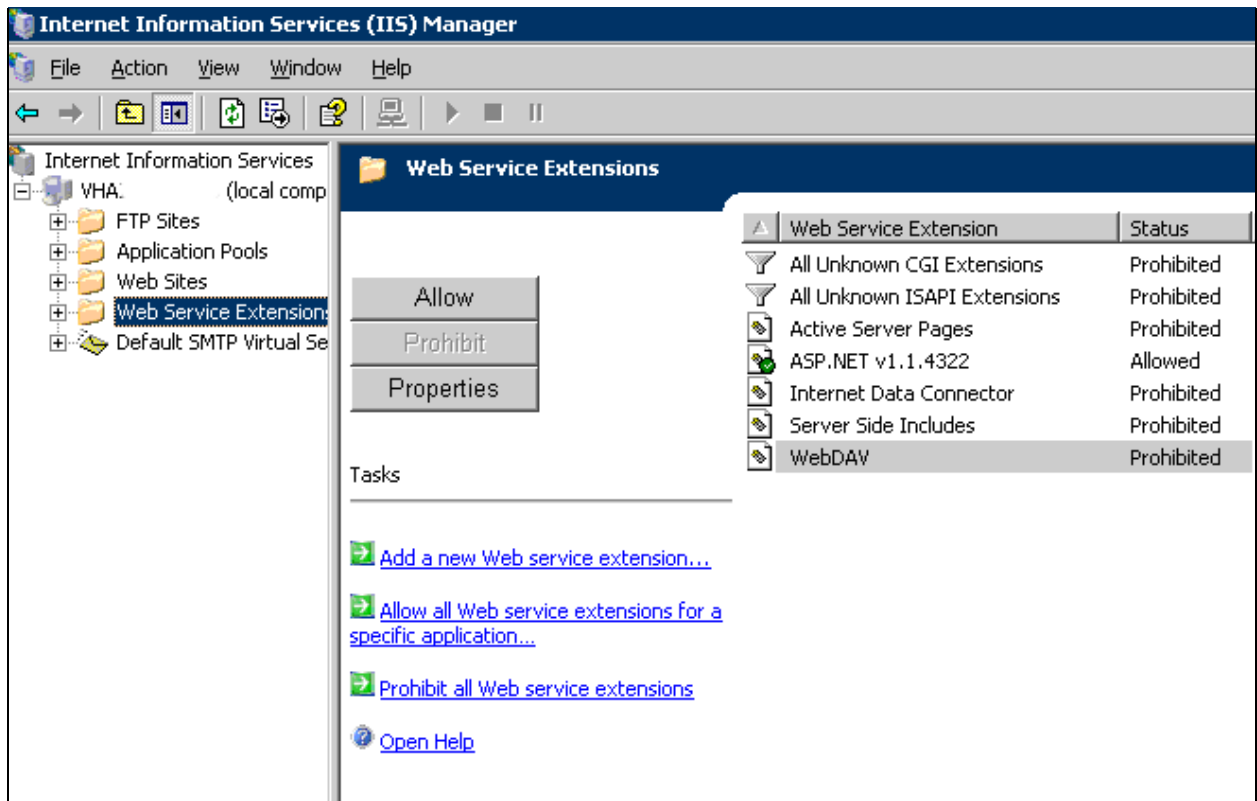 Internet Information Services (IIS) Manager
File Action View Window Help
Internet Information Services
VHA. (local comp
FTP Sites
Application Pools
Web Sites
Web Service Extension
Default SMTP Virtual Se
Web Service Extensions
Allow
Prohibit
Properties
Tasks
Add a new Web service extension...
Allow all Web service extensions for a
specific application...
Prohibit all Web service extensions
Open Help
Web Service Extension Status
All Unknown CGI Extensions Prohibited
All Unknown ISAPI Extensions Prohibited
Active Server Pages Prohibited
ASP.NET v1.1.4322 Allowed
Internet Data Connector Prohibited
Server Side Includes Prohibited
WebDAV Prohibited